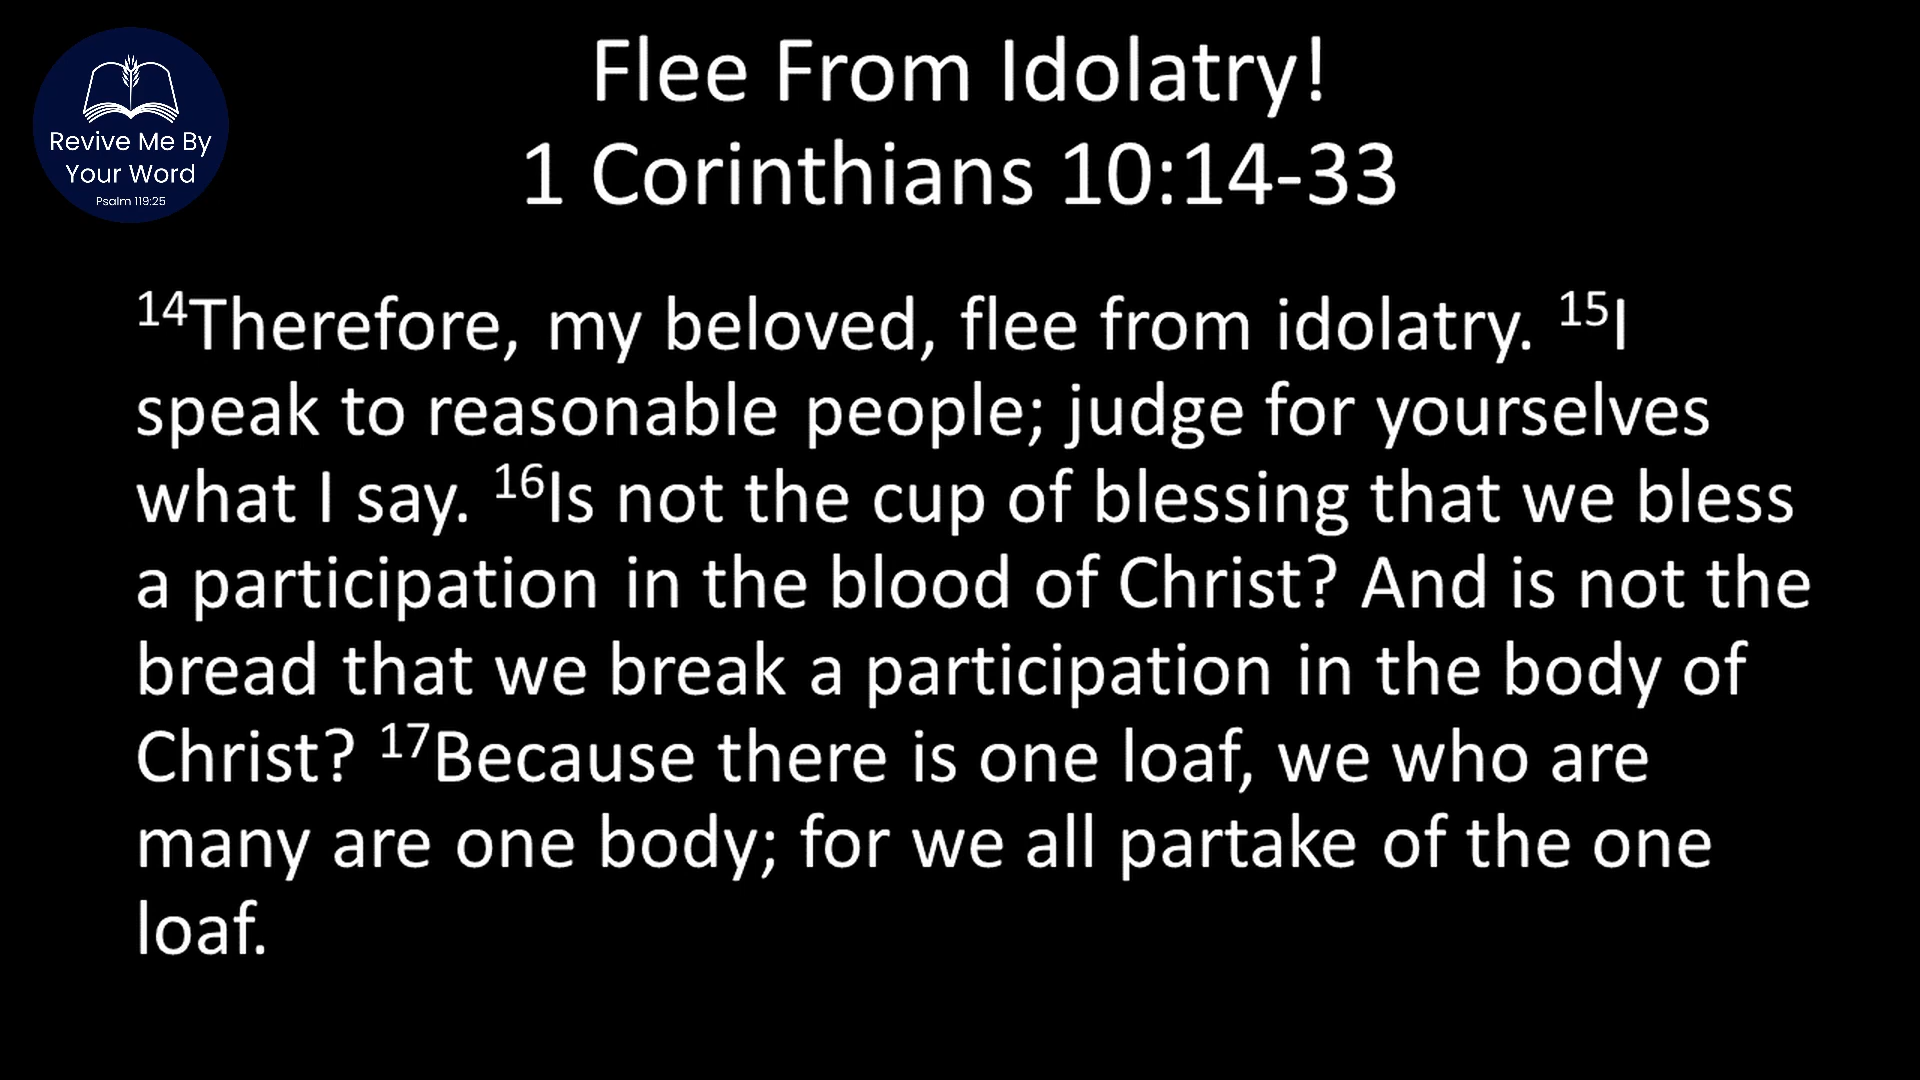 Revive Me By
Your Word
Psalm 119:25
Flee From Idolatry!
1 Corinthians 10:14-33
14Therefore, my beloved, flee from idolatry. 15I
speak to reasonable people; judge for yourselves
what I say. 16Is not the cup of blessing that we bless
a participation in the blood of Christ? And is not the
bread that we break a participation in the body of
Christ? 17Because there is one loaf, we who are
many are one body; for we all partake of the one
loaf.